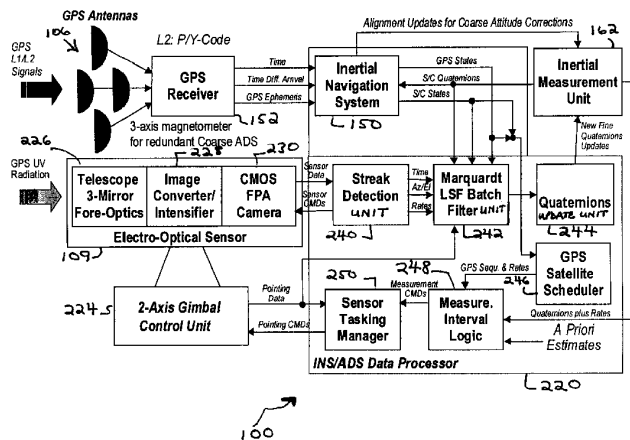 GPS Antennas
GPS
L1/L2
Signals
106
L2: P/Y-Code
GPS
Receiver
152
3-axis magnetometer
for redundant Coarse ADS
Time
Time Diff. Arrival
GPS Ephemeris
Alignment Updates for Coarse Attitude Corrections
Inertial
Navigation
System
150
GPS States
S/C Quaternions
S/C States
162
Inertial
Measurement
Unit
New Fine
Quaternions
Updates
226
228
230
GPS UV
Radiation
Telescope
3-Mirror
Fore-Optics
Image
Converter/
Intensifier
CMOS
FPA
Camera
Electro-Optical Sensor
109
Sensor
Data
Sensor
CMDs
Streak
Detection
UNIT
240
Time
Az/El
Rates
Marquardt
LSF Batch
Filter UNIT
242
Quaternions
UPDATE UNIT
244
GPS
Satellite
Scheduler
246
GPS Sequ. & Rates
224
2-Axis Gimbal
Control Unit
Pointing
Data
Pointing CMDs
250
Sensor
Tasking
Manager
Measurement
CMDs
248
Measure.
Interval
Logic
Quaternions plus Rates
A Priori
Estimates
INS/ADS Data Processor
220
100